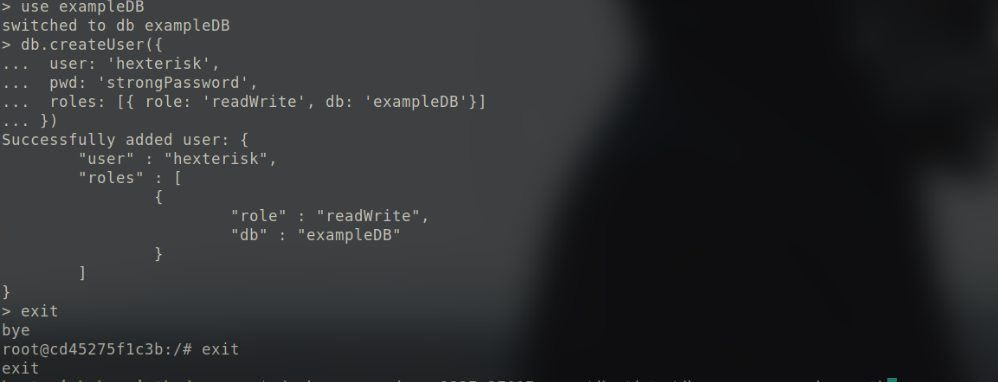 > use exampleDB
switched to db exampleDB
> db.createUser({
...  user: 'hexterisk',
...  pwd: 'strongPassword',
...  roles: [{ role: 'readWrite', db: 'exampleDB'}]
... })
Successfully added user: {
        "user" : "hexterisk",
        "roles" : [
                {
                        "role" : "readWrite",
                        "db" : "exampleDB"
                }
        ]
}
> exit
bye
root@cd45275f1c3b:/# exit
exit